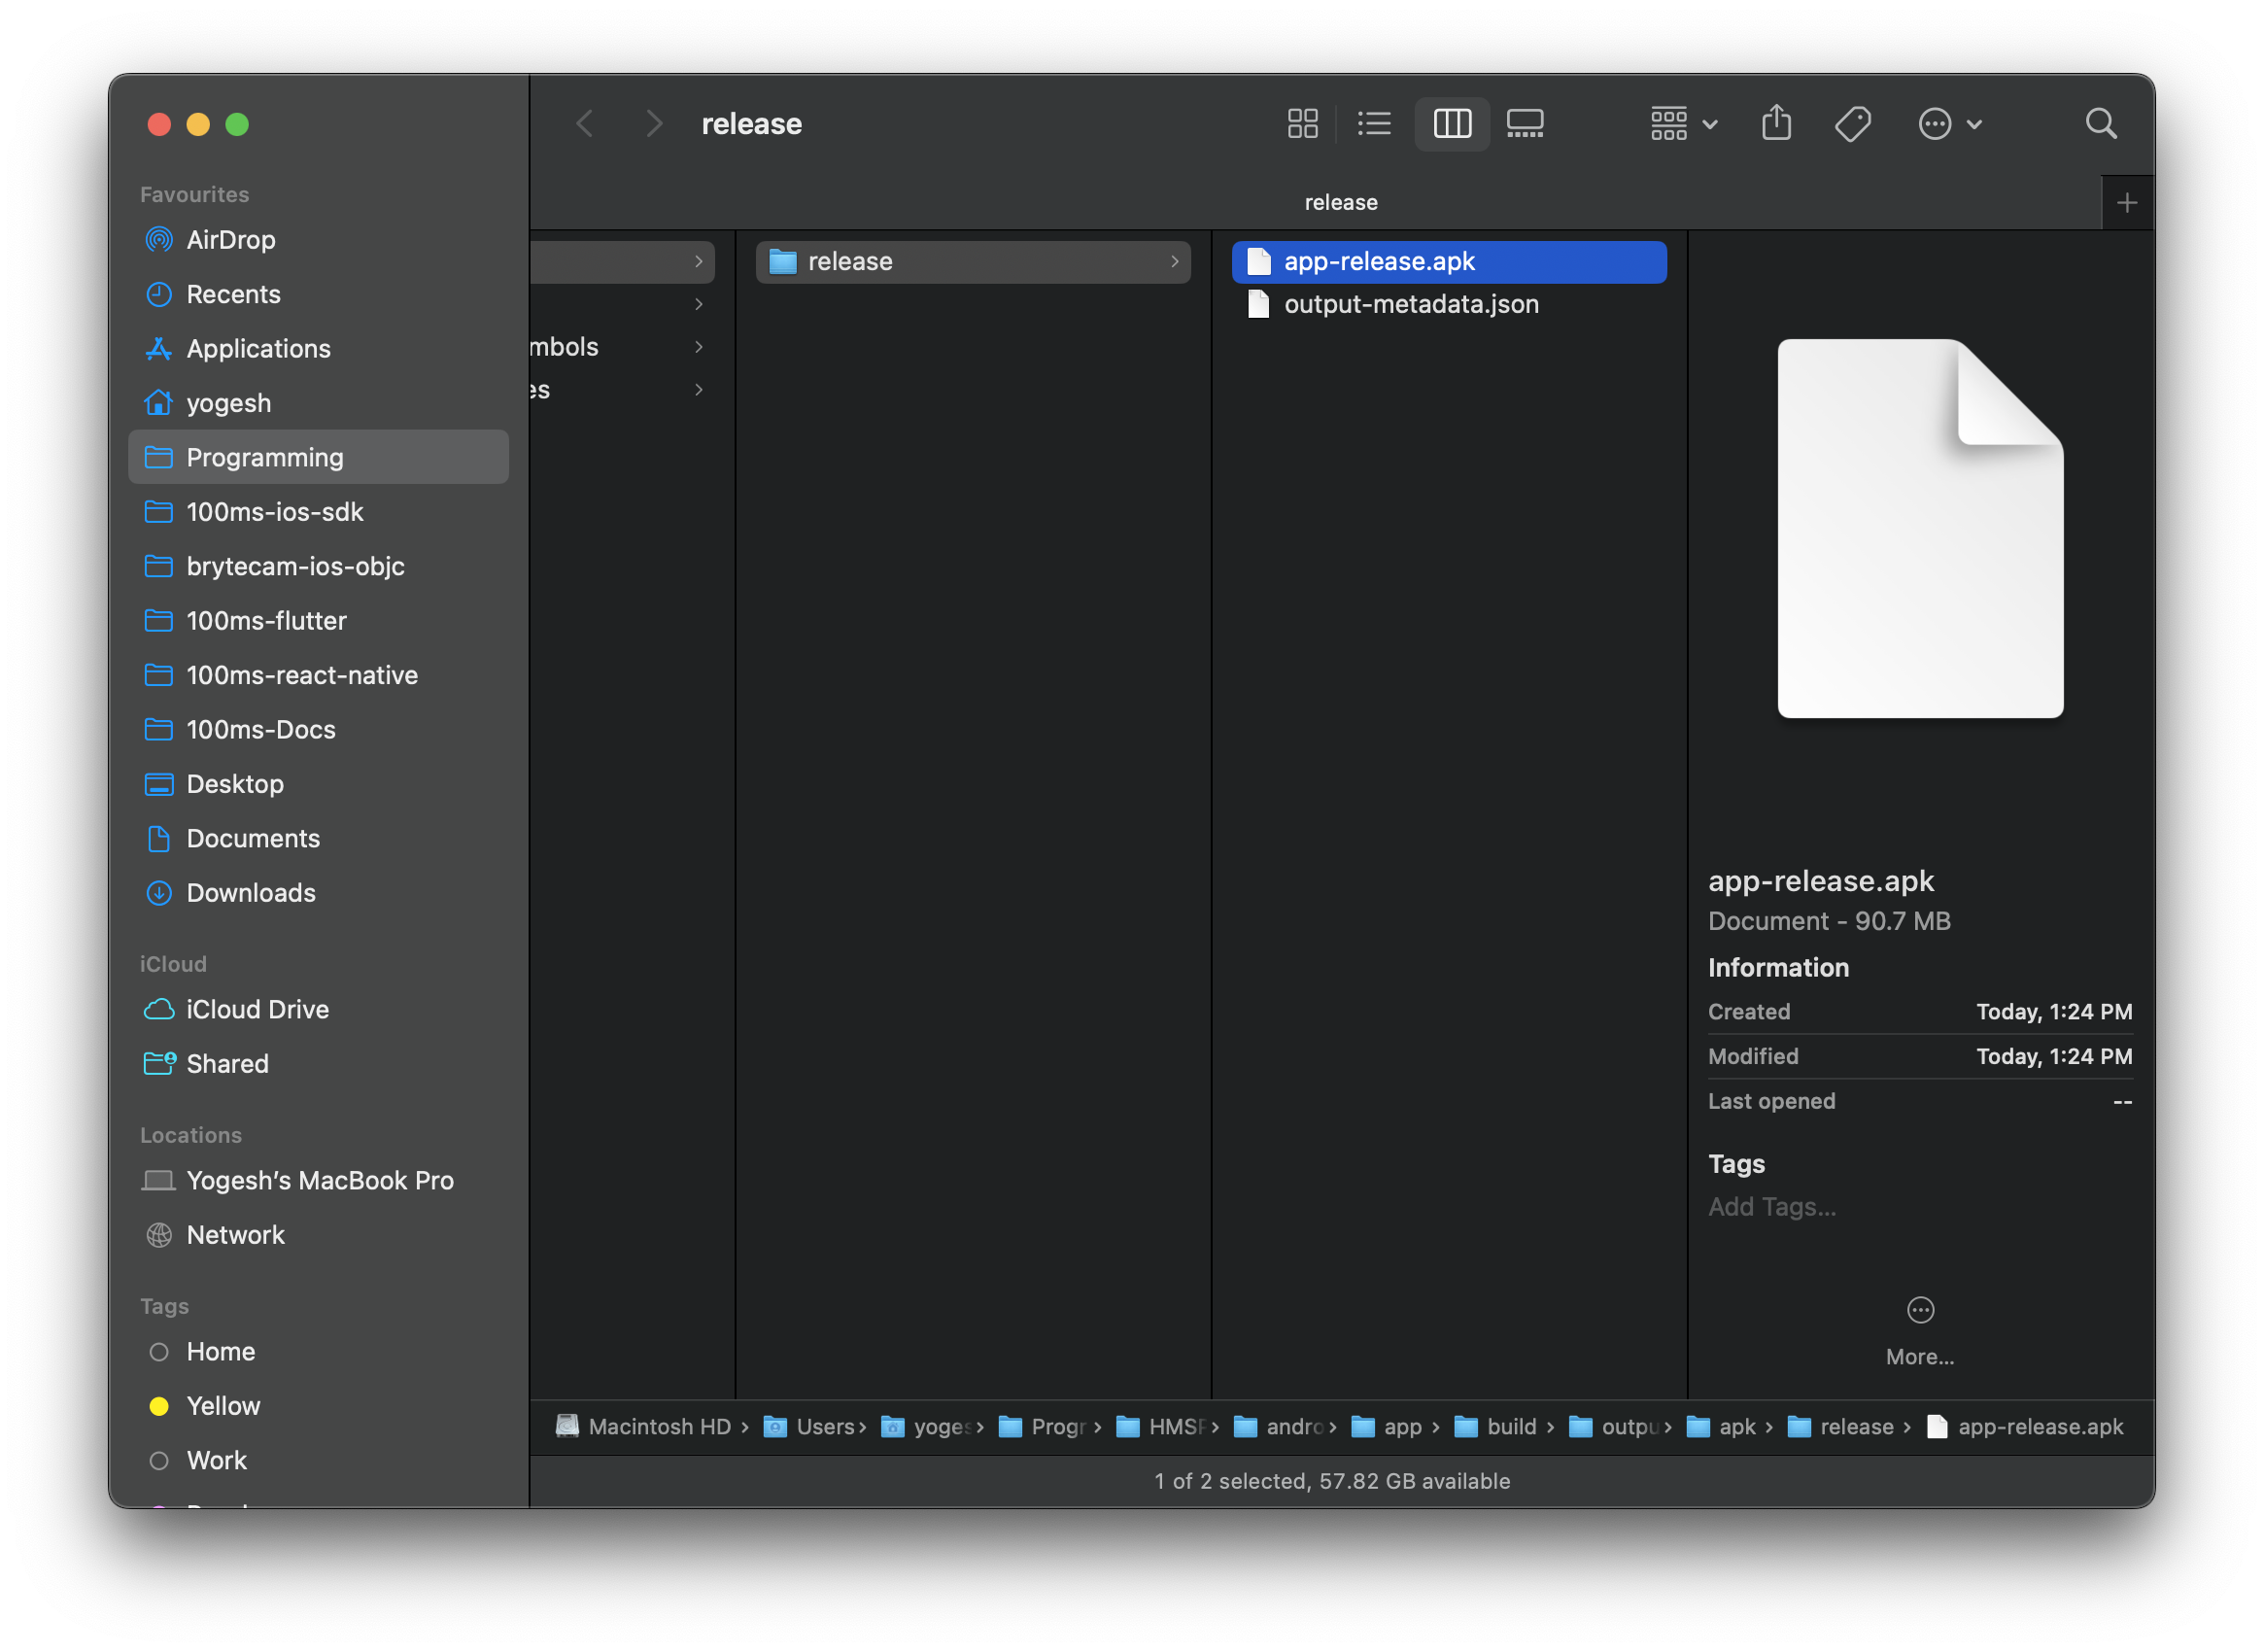 release
release
Favourites
AirDrop
Recents
Applications
yogesh
Programming
100ms-ios-sdk
brytecam-ios-objc
100ms-flutter
100ms-react-native
100ms-Docs
Desktop
Documents
Downloads
iCloud
iCloud Drive
Shared
Locations
Yogesh’s MacBook Pro
Network
Tags
Home
Yellow
Work
mbols
es
release
app-release.apk
output-metadata.json
app-release.apk
Document - 90.7 MB
Information
Created Today, 1:24 PM
Modified Today, 1:24 PM
Last opened --
Tags
Add Tags...
More...
Macintosh HD › Users › yoges › Progr › HMS › andro › app › build › outpu › apk › release › app-release.apk
1 of 2 selected, 57.82 GB available